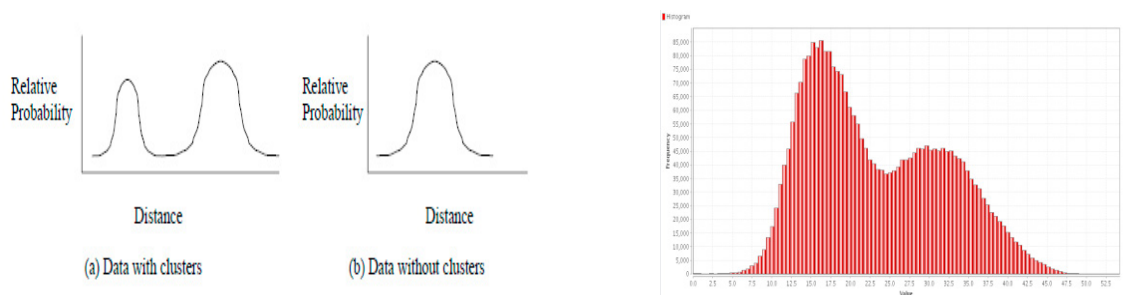 Relative
Probability
Distance
(a) Data with clusters
Relative
Probability
Distance
(b) Data without clusters
Histogram
85,000
80,000
75,000
70,000
65,000
60,000
55,000
50,000
45,000
40,000
35,000
30,000
25,000
20,000
15,000
10,000
5,000
0
Frequency
0.0 2.5 5.0 7.5 10.0 12.5 15.0 17.5 20.0 22.5 25.0 27.5 30.0 32.5 35.0 37.5 40.0 42.5 45.0 47.5 50.0 52.5
Value